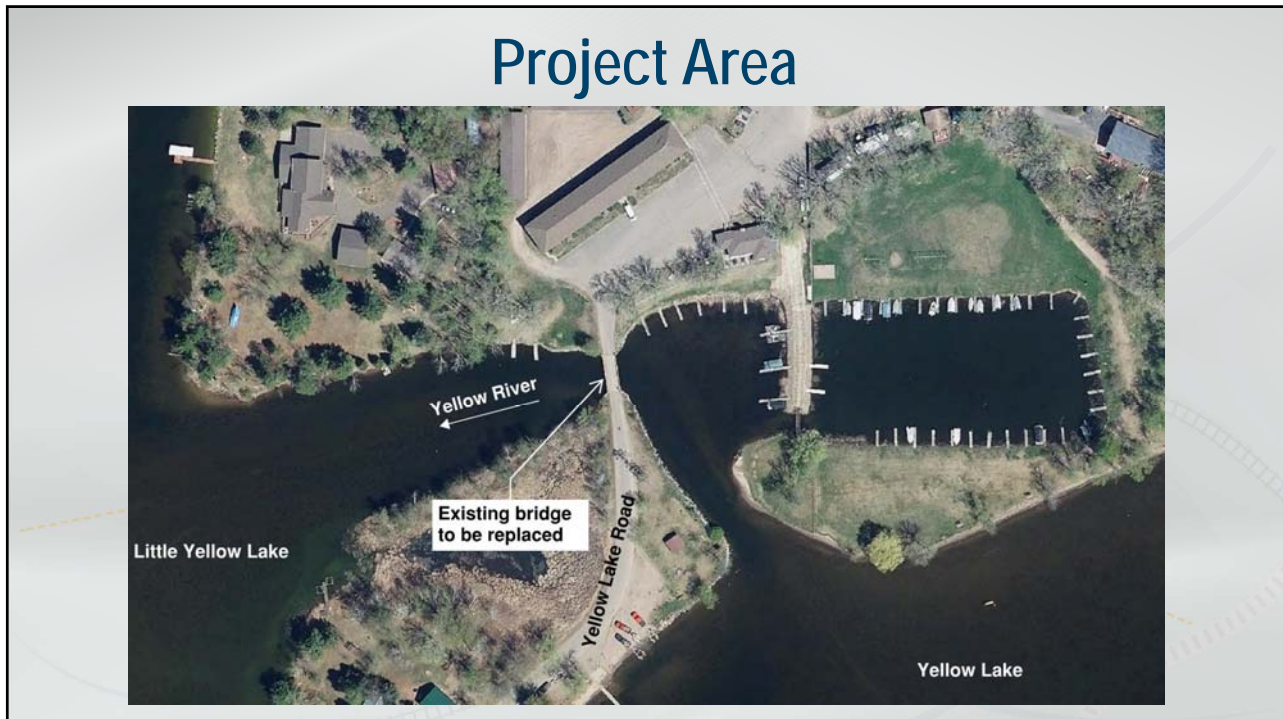 Project Area
Yellow River
Existing bridge
to be replaced
Little Yellow Lake
Yellow Lake Road
Yellow Lake